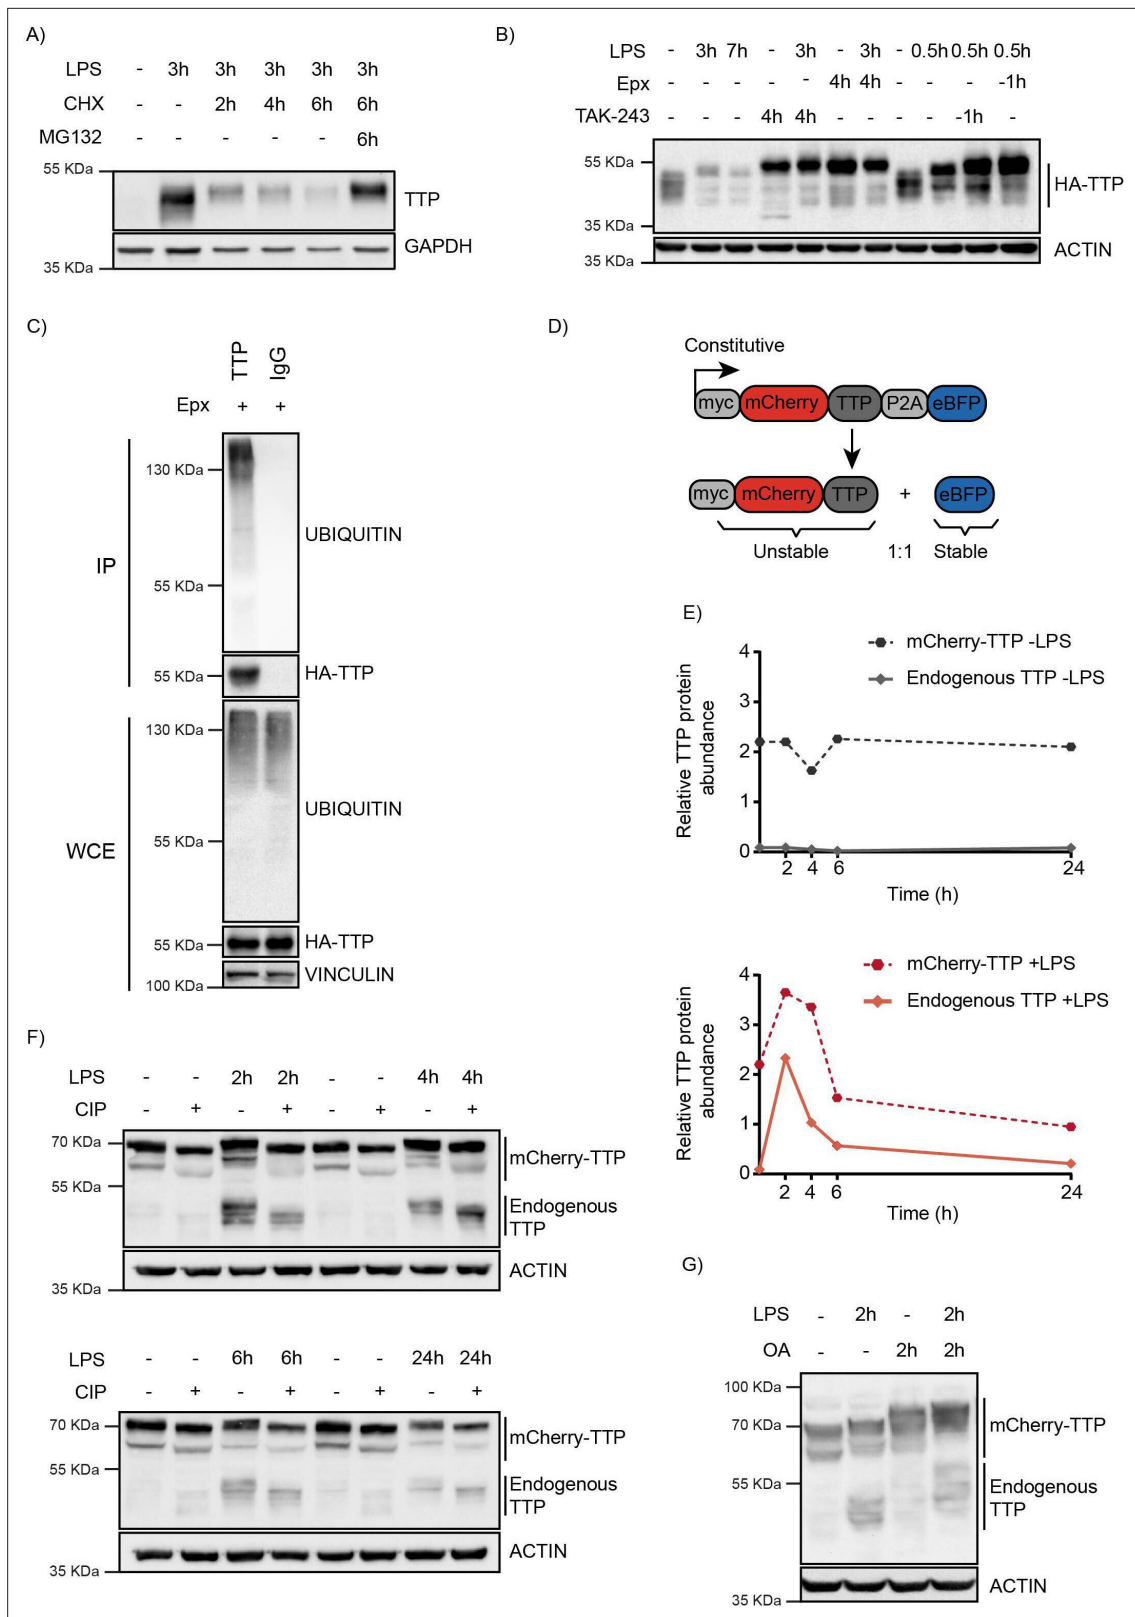 A)
LPS - 3h 3h 3h 3h 3h
CHX - - 2h 4h 6h 6h
MG132 - - - - - 6h
55 KDa
TTP
GAPDH
35 KDa
B)
LPS - 3h 7h - 3h - 3h - 0.5h 0.5h 0.5h
Epx - - - - - 4h 4h - - - -1h
TAK-243 - - - 4h 4h - - - - -1h -
55 KDa
HA-TTP
35 KDa
ACTIN
35 KDa
C)
TTP IgG
Epx + +
130 KDa
UBIQUITIN
IP
55 KDa
55 KDa
HA-TTP
130 KDa
UBIQUITIN
WCE
55 KDa
55 KDa
HA-TTP
VINCULIN
100 KDa
D)
Constitutive
myc mCherry TTP P2A eBFP
myc mCherry TTP + eBFP
Unstable 1:1 Stable
E)
mCherry-TTP -LPS
Endogenous TTP -LPS
Relative TTP protein
abundance
4
3
2
1
0
2 4 6 24
Time (h)
mCherry-TTP +LPS
Endogenous TTP +LPS
Relative TTP protein
abundance
4
3
2
1
0
2 4 6 24
Time (h)
F)
LPS - - 2h 2h - - 4h 4h
CIP - + - + - + - +
70 KDa
mCherry-TTP
55 KDa
Endogenous
TTP
ACTIN
35 KDa
LPS - - 6h 6h - - 24h 24h
CIP - + - + - + - +
70 KDa
mCherry-TTP
55 KDa
Endogenous
TTP
ACTIN
35 KDa
G)
LPS - 2h - 2h
OA - - 2h 2h
100 KDa
70 KDa
mCherry-TTP
55 KDa
Endogenous
TTP
ACTIN
35 KDa